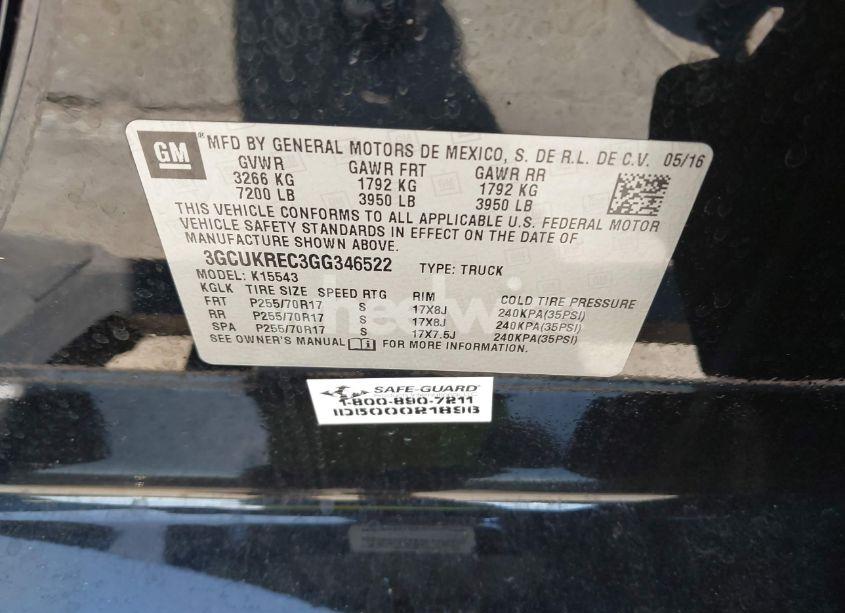 GM ® MFD BY GENERAL MOTORS DE MEXICO, S. DE R.L. DE C.V. 05/16
GVWR GAWR FRT GAWR RR
3266 KG 1792 KG 1792 KG
7200 LB 3950 LB 3950 LB
THIS VEHICLE CONFORMS TO ALL APPLICABLE U.S. FEDERAL MOTOR
VEHICLE SAFETY STANDARDS IN EFFECT ON THE DATE OF
MANUFACTURE SHOWN ABOVE.
3GCUKREC3GG346522 TYPE: TRUCK
MODEL: K15543
KGLK TIRE SIZE SPEED RTG RIM COLD TIRE PRESSURE
FRT P255/70R17 S 17X8J 240KPA(35PSI)
RR P255/70R17 S 17X8J 240KPA(35PSI)
SPA P255/70R17 S 17X7.5J 240KPA(35PSI)
SEE OWNER'S MANUAL FOR MORE INFORMATION.
SAFE-GUARD®
1-800-890-7211